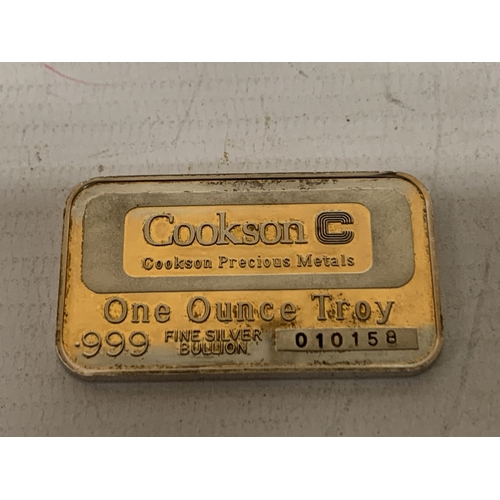 Cookson C
Cookson Precious Metals
One Ounce Troy
999 FINE SILVER BULLION 010158